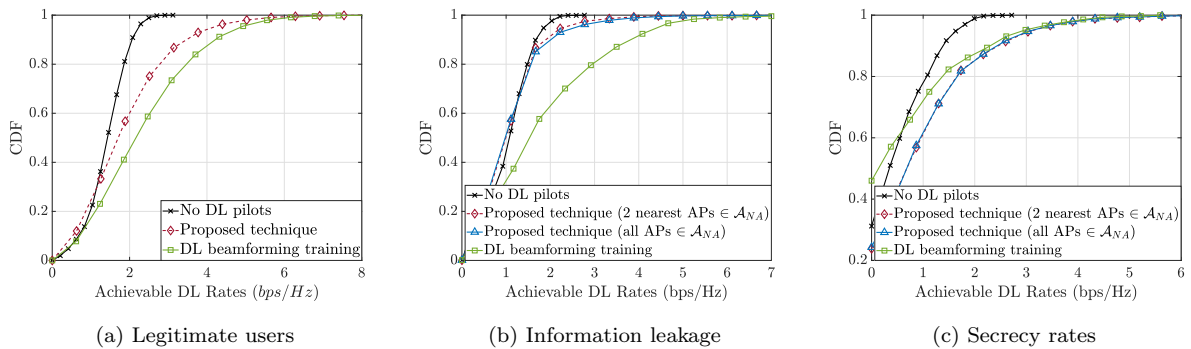 1
0.8
0.6
0.4
0.2
0
CDF
No DL pilots
Proposed technique
DL beamforming training
0 2 4 6 8
Achievable DL Rates (bps/Hz)
(a) Legitimate users
1
0.8
0.6
0.4
0.2
0
CDF
No DL pilots
Proposed technique (2 nearest APs ∈ 𝒜_NA)
Proposed technique (all APs ∈ 𝒜_NA)
DL beamforming training
0 1 2 3 4 5 6 7
Achievable DL Rates (bps/Hz)
(b) Information leakage
1
0.8
0.6
0.4
0.2
CDF
No DL pilots
Proposed technique (2 nearest APs ∈ 𝒜_NA)
Proposed technique (all APs ∈ 𝒜_NA)
DL beamforming training
0 1 2 3 4 5 6
Achievable DL Rates (bps/Hz)
(c) Secrecy rates